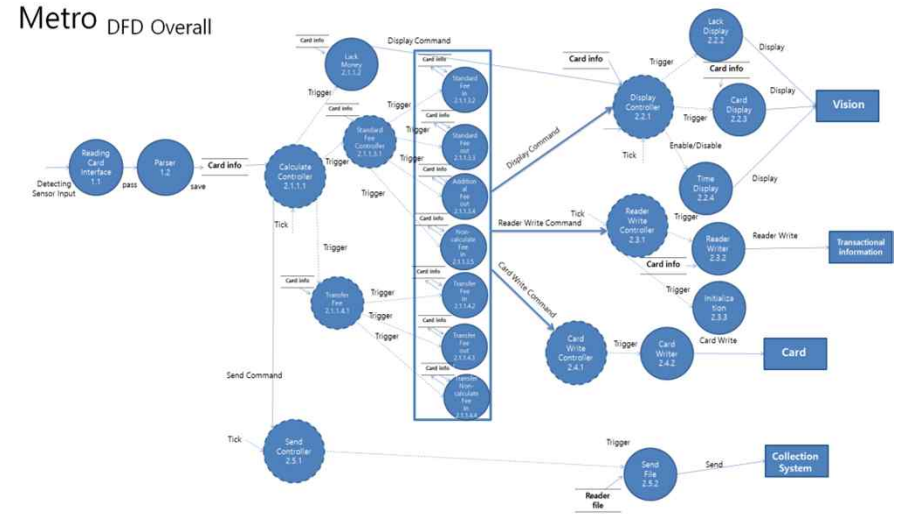 Metro DFD Overall
Card info
Lack
Money
2.1.1.2
Display Command
Trigger
Card info
Standard
Fee
Controller
2.1.1.3.1
Trigger
Trigger
Trigger
Trigger
Trigger
Detecting
Sensor Input
Reading
Card
Interface
1.1
pass
Parser
1.2
save
Card info
Calculate
Controller
2.1.1.1
Tick
Trigger
Card info
Transfer
Fee
2.1.1.4.1
Trigger
Trigger
Trigger
Send Command
Card info
Standard
Fee
in
2.1.1.3.2
Card info
Standard
Fee
out
2.1.1.3.3
Card info
Addition
al
Fee
out
2.1.1.3.4
Card info
Non-
calculate
Fee
In
2.1.1.3.5
Card info
Transfer
Fee
in
2.1.1.4.2
Card info
Transfer
Fee
out
2.1.1.4.3
Card info
Transfer
Non-
calculate
Fee
In
2.1.1.4.4
Display Command
Reader Write Command
Card Write Command
Card info
Display
Controller
2.2.1
Tick
Trigger
Trigger
Enable/Disable
Lack
Display
2.2.2
Display
Card info
Card
Display
2.2.3
Display
Time
Display
2.2.4
Display
Vision
Tick
Reader
Write
Controller
2.3.1
Trigger
Card info
Reader
Writer
2.3.2
Reader Write
Transactional
information
Trigger
Initializa
tion
2.3.3
Card
Write
Controller
2.4.1
Trigger
Card
Writer
2.4.2
Card Write
Card
Tick
Send
Controller
2.5.1
Trigger
Send
File
2.5.2
Reader
file
Send
Collection
System